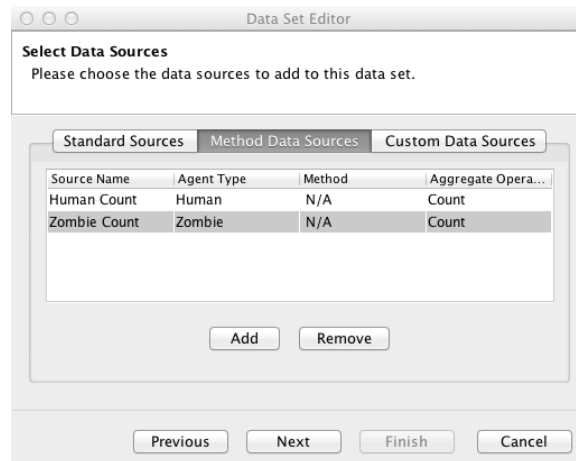 Data Set Editor
Select Data Sources
Please choose the data sources to add to this data set.
Standard Sources Method Data Sources Custom Data Sources
Source Name Agent Type Method Aggregate Opera...
Human Count Human N/A Count
Zombie Count Zombie N/A Count
Add Remove
Previous Next Finish Cancel